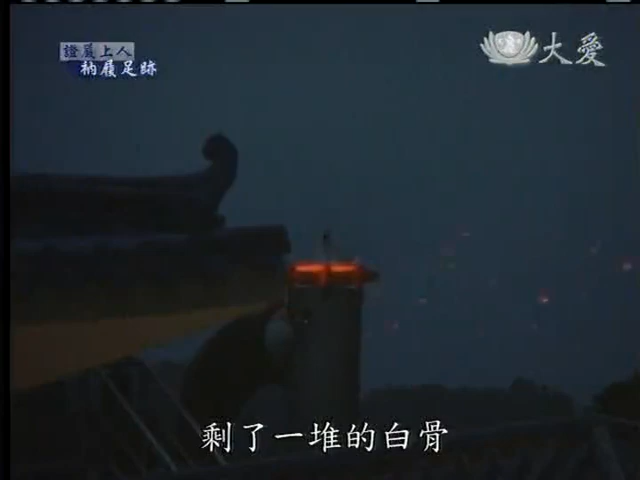 證嚴上人
衲履足跡
大愛
剩了一堆的白骨